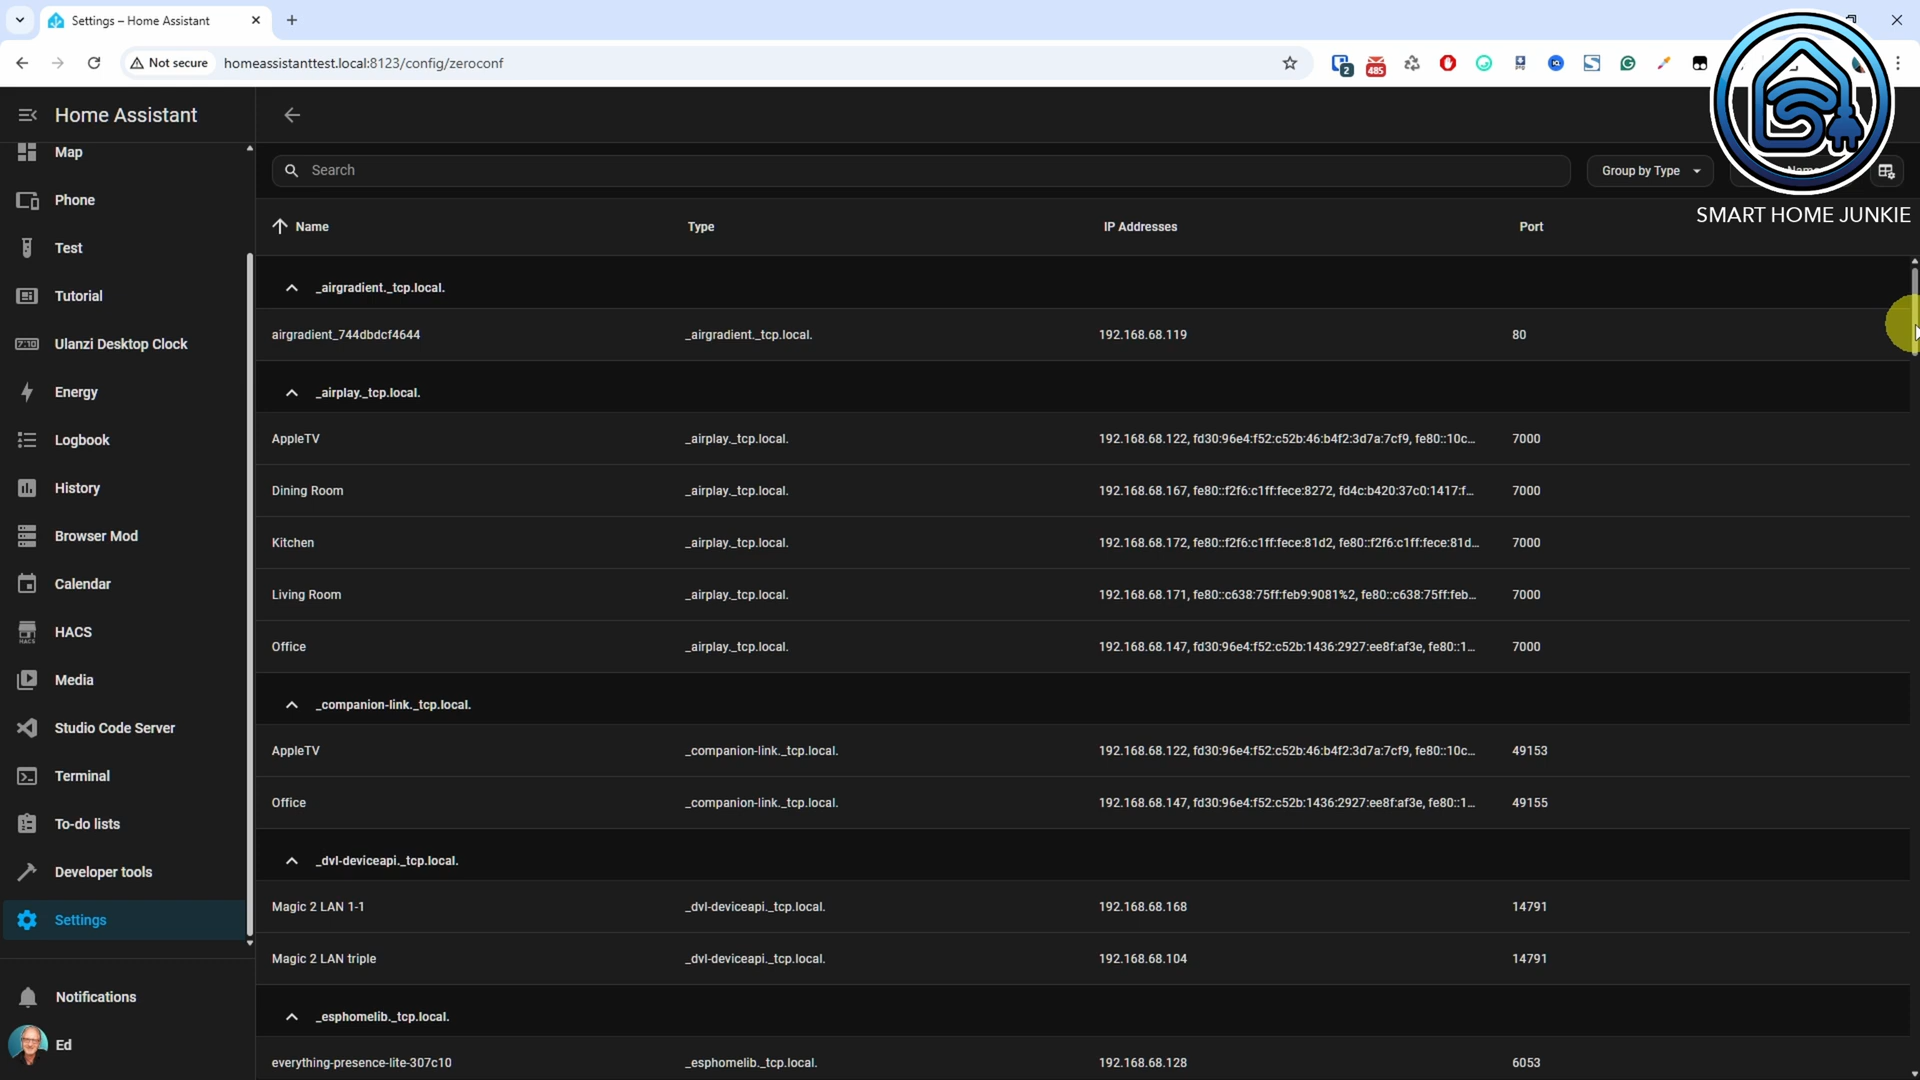 Settings – Home Assistant
Not secure
homeassistanttest.local:8123/config/zeroconf
2
485
Home Assistant
Map
Phone
Test
Tutorial
7:10
Ulanzi Desktop Clock
Energy
Logbook
History
Browser Mod
Calendar
HACS
HACS
Media
Studio Code Server
Terminal
To-do lists
Developer tools
Settings
Notifications
Ed
Search
Group by Type
SMART HOME JUNKIE
Name
Type
IP Addresses
Port
_airgradient._tcp.local.
airgradient_744dbdcf4644 _airgradient._tcp.local. 192.168.68.119 80
_airplay._tcp.local.
AppleTV _airplay._tcp.local. 192.168.68.122, fd30:96e4:f52:c52b:46:b4f2:3d7a:7cf9, fe80::10c... 7000
Dining Room _airplay._tcp.local. 192.168.68.167, fe80::f2f6:c1ff:fece:8272, fd4c:b420:37c0:1417:f... 7000
Kitchen _airplay._tcp.local. 192.168.68.172, fe80::f2f6:c1ff:fece:81d2, fe80::f2f6:c1ff:fece:81d... 7000
Living Room _airplay._tcp.local. 192.168.68.171, fe80::c638:75ff:feb9:9081%2, fe80::c638:75ff:feb... 7000
Office _airplay._tcp.local. 192.168.68.147, fd30:96e4:f52:c52b:1436:2927:ee8f:af3e, fe80::1... 7000
_companion-link._tcp.local.
AppleTV _companion-link._tcp.local. 192.168.68.122, fd30:96e4:f52:c52b:46:b4f2:3d7a:7cf9, fe80::10c... 49153
Office _companion-link._tcp.local. 192.168.68.147, fd30:96e4:f52:c52b:1436:2927:ee8f:af3e, fe80::1... 49155
_dvl-deviceapi._tcp.local.
Magic 2 LAN 1-1 _dvl-deviceapi._tcp.local. 192.168.68.168 14791
Magic 2 LAN triple _dvl-deviceapi._tcp.local. 192.168.68.104 14791
_esphomelib._tcp.local.
everything-presence-lite-307c10 _esphomelib._tcp.local. 192.168.68.128 6053